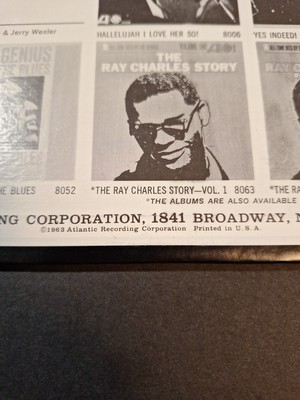 & Jerry Wexler
HALLELUJAH I LOVE HER SO! 8006 'YES INDEED!
GENIUS
THE BLUES
THE
RAY CHARLES STORY
HE BLUES 8052 *THE RAY CHARLES STORY—VOL. 1 8063 *THE RA
*THE ALBUMS ARE ALSO AVAILABLE
NG CORPORATION, 1841 BROADWAY, N
©1963 Atlantic Recording Corporation Printed in U. S. A.